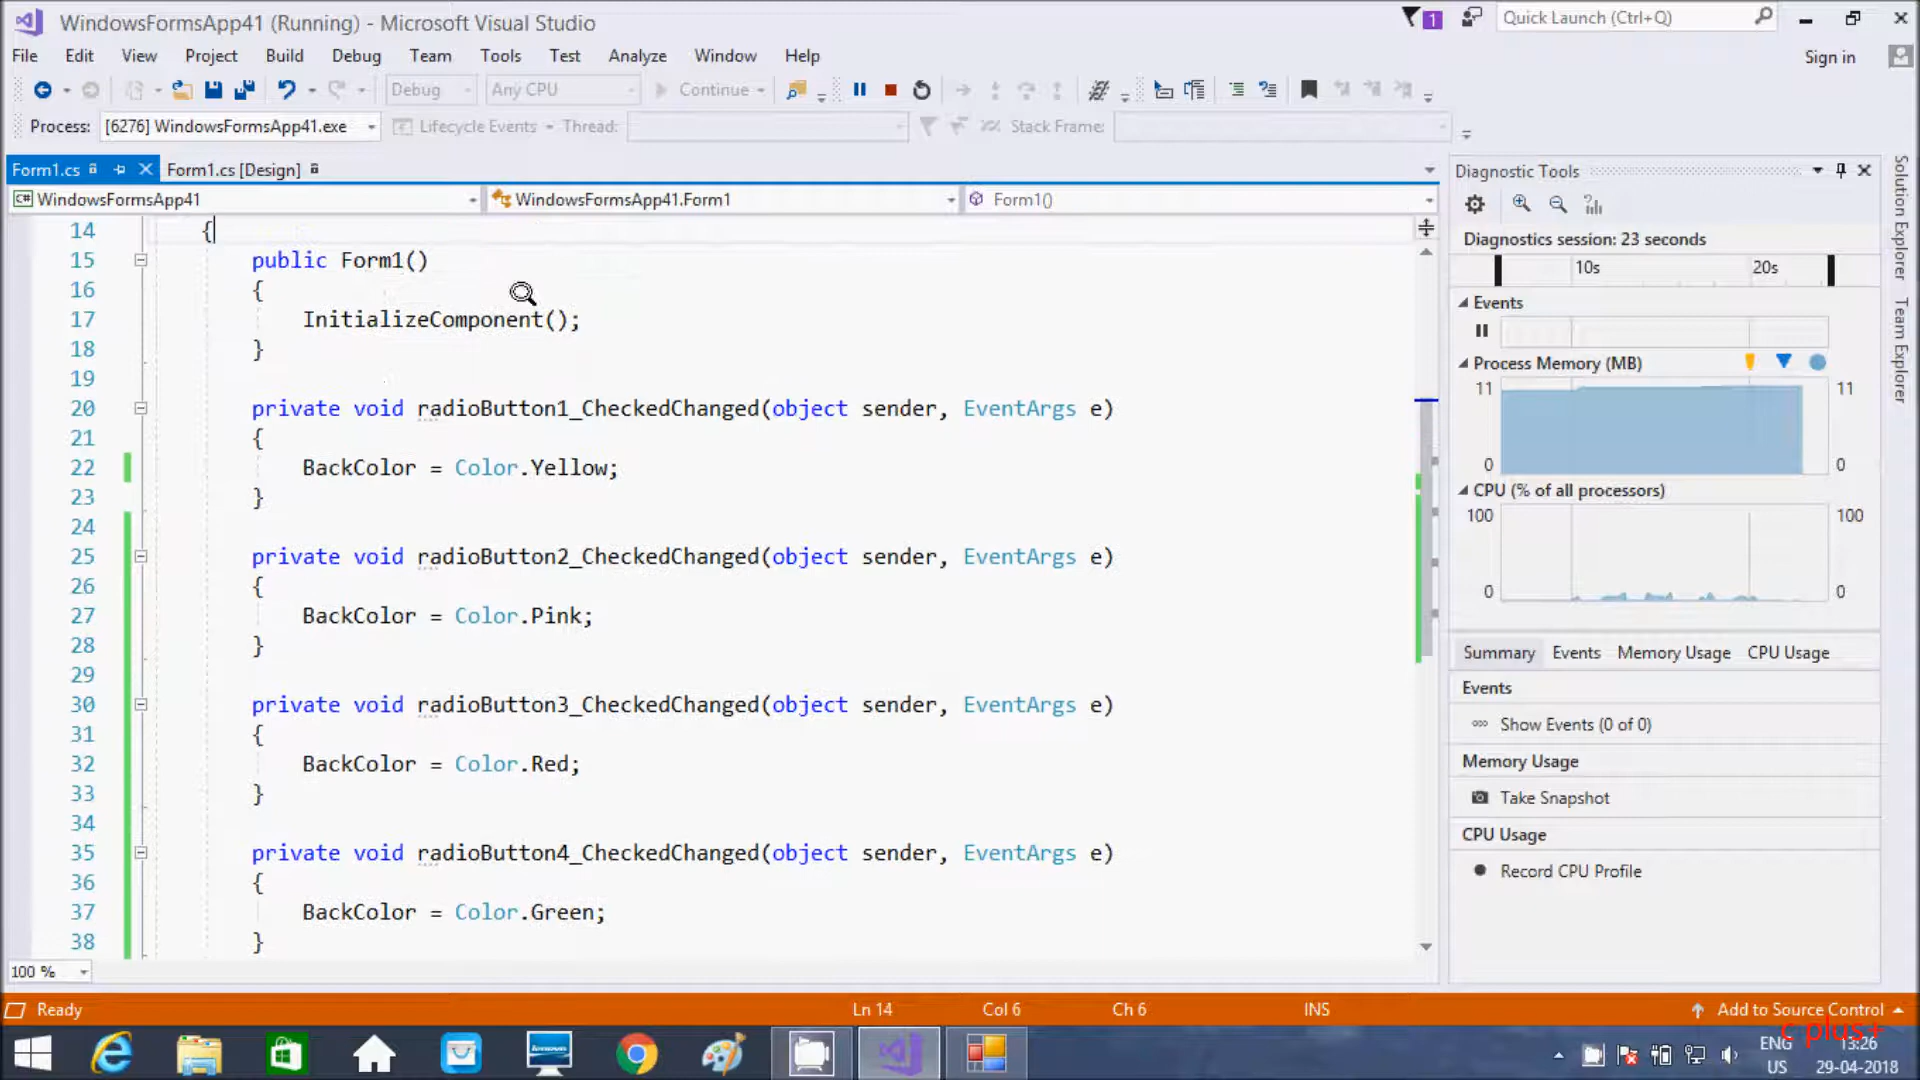 WindowsFormsApp41 (Running) - Microsoft Visual Studio
1
Quick Launch (Ctrl+Q)
File Edit View Project Build Debug Team Tools Test Analyze Window Help
Sign in
Debug Any CPU Continue
Process: [6276] WindowsFormsApp41.exe Lifecycle Events Thread: Stack Frame:
Form1.cs Form1.cs [Design]
WindowsFormsApp41 WindowsFormsApp41.Form1 Form1()
14 {
15 public Form1()
16 {
17 InitializeComponent();
18 }
19
20 private void radioButton1_CheckedChanged(object sender, EventArgs e)
21 {
22 BackColor = Color.Yellow;
23 }
24
25 private void radioButton2_CheckedChanged(object sender, EventArgs e)
26 {
27 BackColor = Color.Pink;
28 }
29
30 private void radioButton3_CheckedChanged(object sender, EventArgs e)
31 {
32 BackColor = Color.Red;
33 }
34
35 private void radioButton4_CheckedChanged(object sender, EventArgs e)
36 {
37 BackColor = Color.Green;
38 }
100 %
Diagnostic Tools
Diagnostics session: 23 seconds
10s 20s
Events
Process Memory (MB)
11 11
0 0
CPU (% of all processors)
100 100
0 0
Summary Events Memory Usage CPU Usage
Events
Show Events (0 of 0)
Memory Usage
Take Snapshot
CPU Usage
Record CPU Profile
Solution Explorer
Team Explorer
Ready Ln 14 Col 6 Ch 6 INS Add to Source Control
c plus+
ENG 13:26
US 29-04-2018